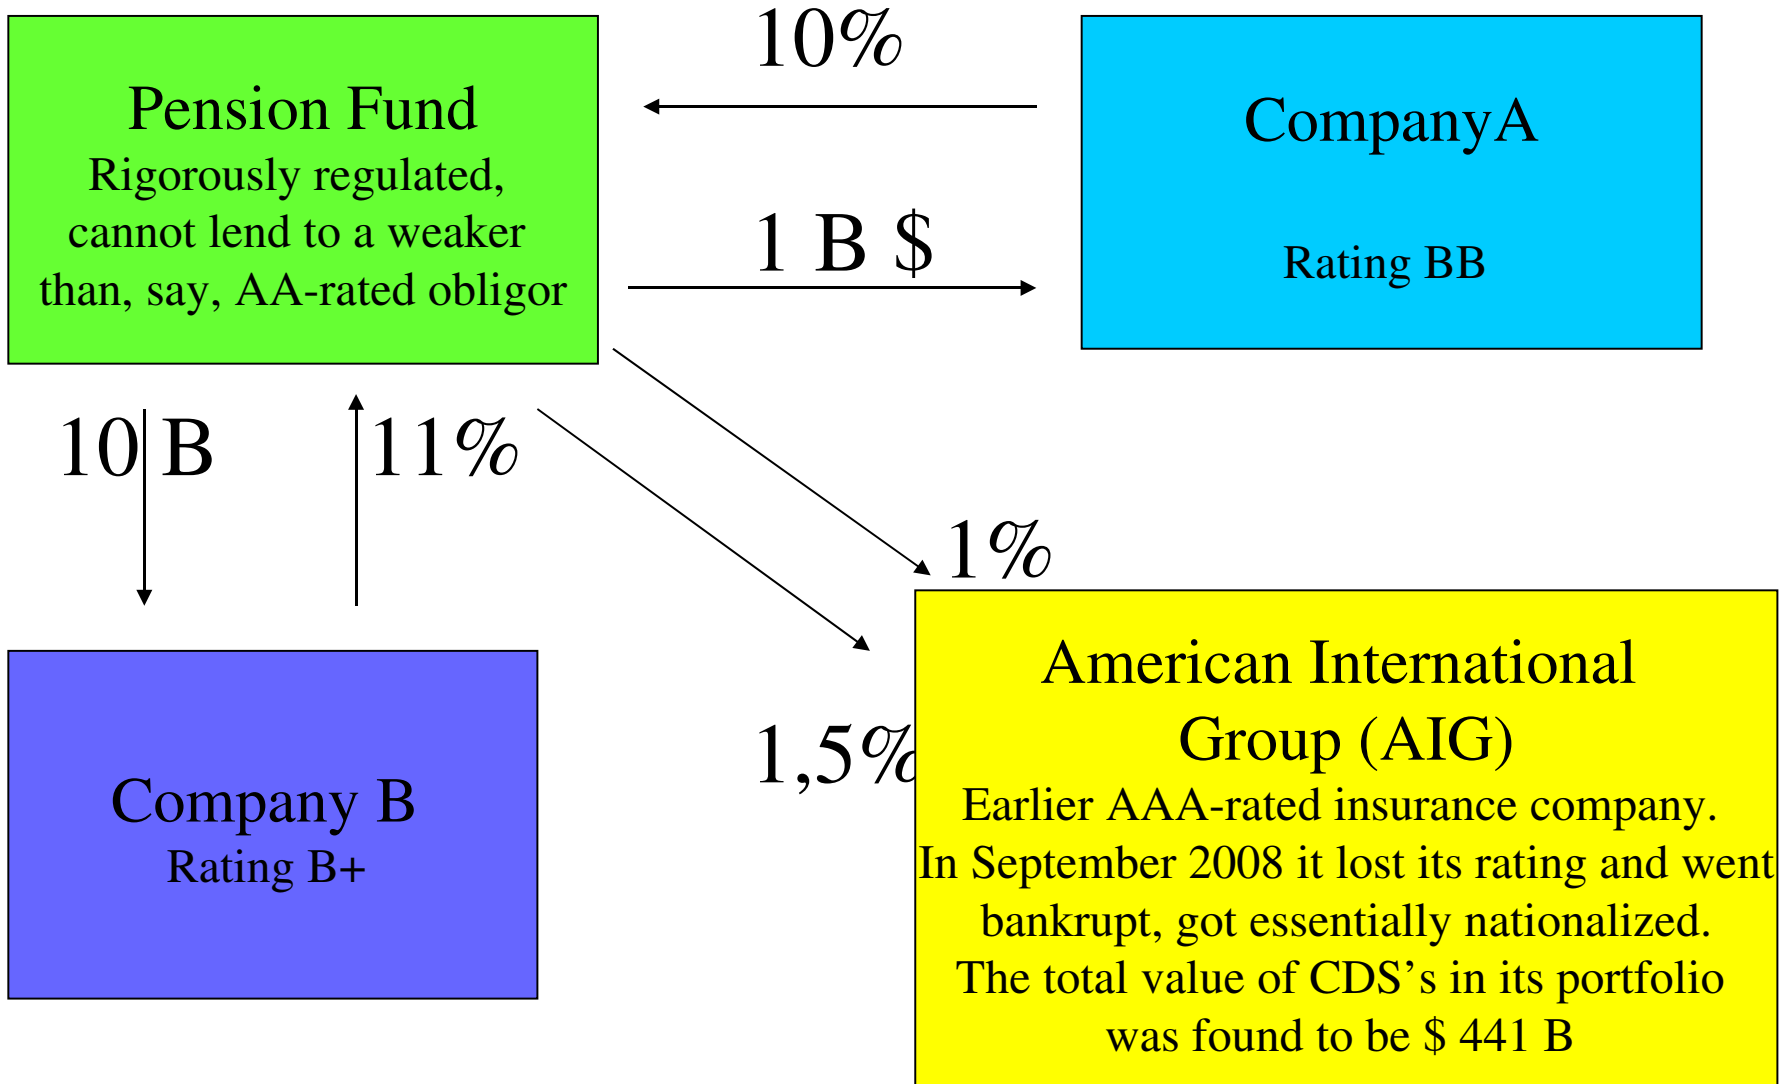 Pension Fund
Rigorously regulated,
cannot lend to a weaker
than, say, AA-rated obligor
10%
1 B $
CompanyA
Rating BB
10 B
11%
1%
1,5%
Company B
Rating B+
American International
Group (AIG)
Earlier AAA-rated insurance company.
In September 2008 it lost its rating and went
bankrupt, got essentially nationalized.
The total value of CDS’s in its portfolio
was found to be $ 441 B